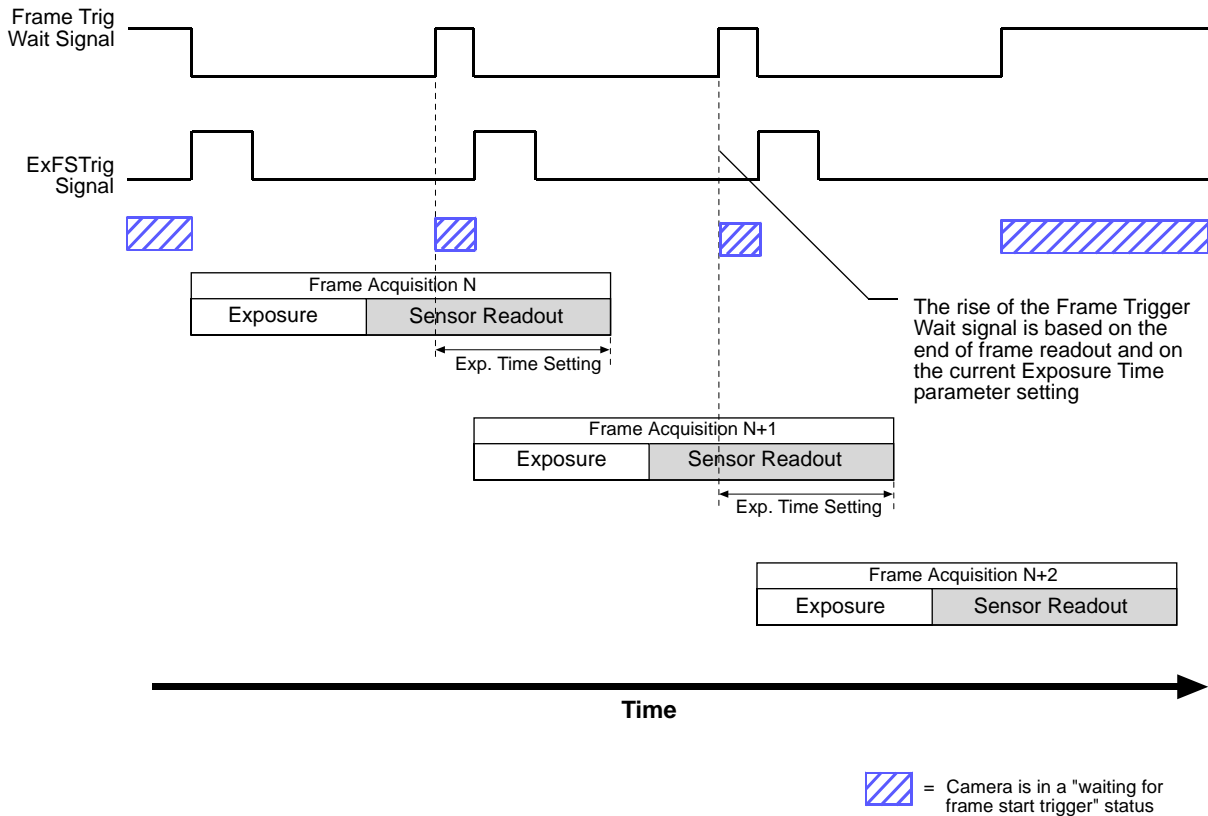 Frame Trig
Wait Signal
ExFSTrig
Signal
Frame Acquisition N
Exposure
Sensor Readout
Exp. Time Setting
The rise of the Frame Trigger
Wait signal is based on the
end of frame readout and on
the current Exposure Time
parameter setting
Frame Acquisition N+1
Exposure
Sensor Readout
Exp. Time Setting
Frame Acquisition N+2
Exposure
Sensor Readout
Time
= Camera is in a "waiting for
frame start trigger" status